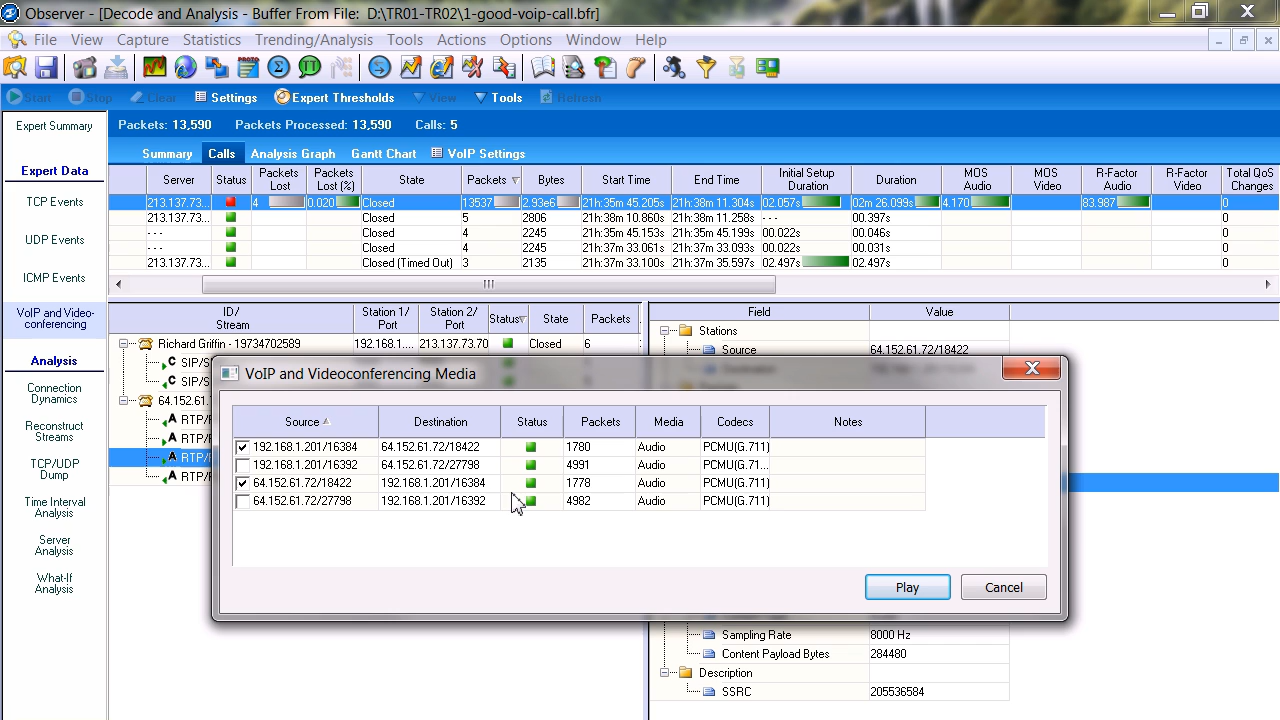 Observer - [Decode and Analysis - Buffer From File: D:\TR01-TR02\1-good-voip-call.bfr]
File View Capture Statistics Trending/Analysis Tools Actions Options Window Help
Start Stop Clear Settings Expert Thresholds View Tools Refresh
Expert Summary
Expert Data
TCP Events
UDP Events
ICMP Events
VoIP and Video-
conferencing
Analysis
Connection
Dynamics
Reconstruct
Streams
TCP/UDP
Dump
Time Interval
Analysis
Server
Analysis
What-If
Analysis
Packets: 13,590 Packets Processed: 13,590 Calls: 5
Summary Calls Analysis Graph Gantt Chart VoIP Settings
Server Status Packets Lost Packets Lost (%) State Packets Bytes Start Time End Time Initial Setup Duration Duration MOS Audio MOS Video R-Factor Audio R-Factor Video Total QoS Changes
213.137.73... 4 0.020 Closed 13537 2.93e6 21h:35m 45.205s 21h:38m 11.304s 02.057s 02m 26.099s 4.170 83.987 0
213.137.73... Closed 5 2806 21h:38m 10.860s 21h:38m 11.258s --- 00.397s 0
--- Closed 4 2245 21h:35m 45.153s 21h:35m 45.199s 00.022s 00.046s 0
--- Closed 4 2245 21h:37m 33.061s 21h:37m 33.093s 00.022s 00.031s 0
213.137.73... Closed (Timed Out) 3 2135 21h:37m 33.100s 21h:37m 35.597s 02.497s 02.497s 0
ID/ Stream Station 1/ Port Station 2/ Port Status State Packets
Richard Griffin - 19734702589 192.168.1.... 213.137.73.70 Closed 6
C SIP/S
C SIP/S
64.152.61.
A RTP/
A RTP/
A RTP/
A RTP/
Field Value
Stations
Source 64.152.61.72/18422
VoIP and Videoconferencing Media
Source Destination Status Packets Media Codecs Notes
192.168.1.201/16384 64.152.61.72/18422 1780 Audio PCMU(G.711)
192.168.1.201/16392 64.152.61.72/27798 4991 Audio PCMU(G.71...
64.152.61.72/18422 192.168.1.201/16384 1778 Audio PCMU(G.711)
64.152.61.72/27798 192.168.1.201/16392 4982 Audio PCMU(G.711)
Play Cancel
Sampling Rate 8000 Hz
Content Payload Bytes 284480
Description
SSRC 205536584